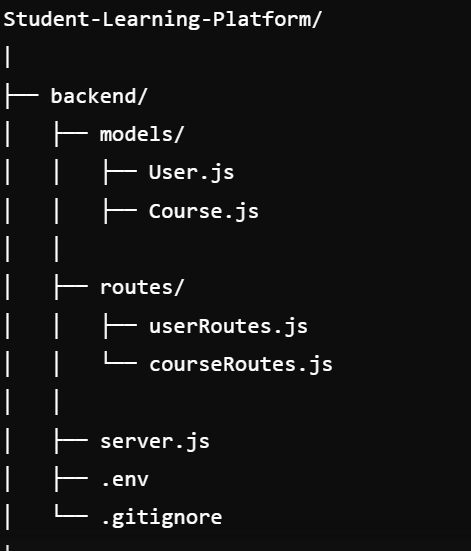 Student-Learning-Platform/
│
├── backend/
│   ├── models/
│   │   ├── User.js
│   │   ├── Course.js
│   │
│   ├── routes/
│   │   ├── userRoutes.js
│   │   └── courseRoutes.js
│   │
│   ├── server.js
│   ├── .env
│   └── .gitignore
│